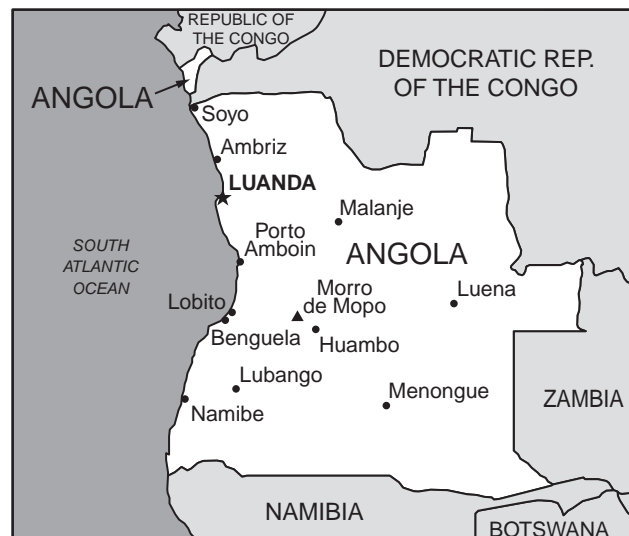 REPUBLIC OF
THE CONGO
DEMOCRATIC REP.
OF THE CONGO
ANGOLA
Soyo
Ambriz
LUANDA
Malanje
Porto
Amboin
ANGOLA
SOUTH
ATLANTIC
OCEAN
Morro
de Mopo
Luena
Lobito
Benguela
Huambo
Lubango
Menongue
Namibe
ZAMBIA
NAMIBIA
BOTSWANA